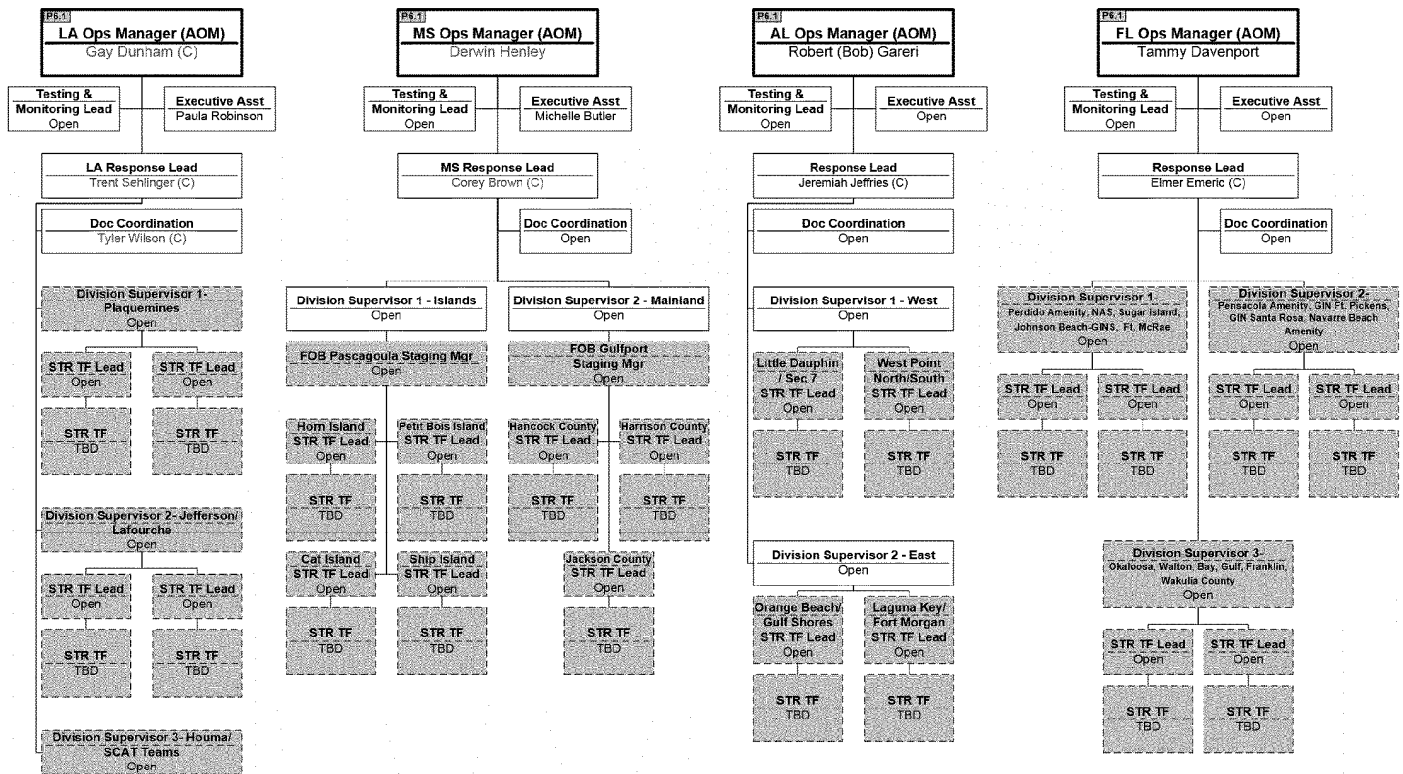 P6.1
LA Ops Manager (AOM)
Gay Dunham (C)
Testing &
Monitoring Lead
Open
Executive Asst
Paula Robinson
LA Response Lead
Trent Sehlinger (C)
Doc Coordination
Tyler Wilson (C)
Division Supervisor 1-
Plaquemines
Open
STR TF Lead
Open
STR TF
TBD
STR TF Lead
Open
STR TF
TBD
Division Supervisor 2- Jefferson/
Lafourche
Open
STR TF Lead
Open
STR TF
TBD
STR TF Lead
Open
STR TF
TBD
Division Supervisor 3- Houma/
SCAT Teams
Open
P6.1
MS Ops Manager (AOM)
Derwin Henley
Testing &
Monitoring Lead
Open
Executive Asst
Michelle Butler
MS Response Lead
Corey Brown (C)
Doc Coordination
Open
Division Supervisor 1 - Islands
Open
FOB Pascagoula Staging Mgr
Open
Horn Island
STR TF Lead
Open
STR TF
TBD
Petit Bois Island
STR TF Lead
Open
STR TF
TBD
Cat Island
STR TF Lead
Open
STR TF
TBD
Ship Island
STR TF Lead
Open
STR TF
TBD
Division Supervisor 2 - Mainland
Open
FOB Gulfport
Staging Mgr
Open
Hancock County
STR TF Lead
Open
STR TF
TBD
Harrison County
STR TF Lead
Open
STR TF
TBD
Jackson County
STR TF Lead
Open
STR TF
TBD
P6.1
AL Ops Manager (AOM)
Robert (Bob) Gareri
Testing &
Monitoring Lead
Open
Executive Asst
Open
Response Lead
Jeremiah Jeffries (C)
Doc Coordination
Open
Division Supervisor 1 - West
Open
Little Dauphin
/ Sec 7
STR TF Lead
Open
STR TF
TBD
West Point
North/South
STR TF Lead
Open
STR TF
TBD
Division Supervisor 2 - East
Open
Orange Beach/
Gulf Shores
STR TF Lead
Open
STR TF
TBD
Laguna Key/
Fort Morgan
STR TF Lead
Open
STR TF
TBD
P6.1
FL Ops Manager (AOM)
Tammy Davenport
Testing &
Monitoring Lead
Open
Executive Asst
Open
Response Lead
Elmer Emeric (C)
Doc Coordination
Open
Division Supervisor 1
Perdido Amenity, NAS, Sugar Island,
Johnson Beach-GINS, Ft. McRae
Open
STR TF Lead
Open
STR TF
TBD
STR TF Lead
Open
STR TF
TBD
Division Supervisor 2-
Pensacola Amenity, GIN Ft. Pickens,
GIN Santa Rosa, Navarre Beach
Amenity
Open
STR TF Lead
Open
STR TF
TBD
STR TF Lead
Open
STR TF
TBD
Division Supervisor 3-
Okaloosa, Walton, Bay, Gulf, Franklin,
Wakulla County
Open
STR TF Lead
Open
STR TF
TBD
STR TF Lead
Open
STR TF
TBD